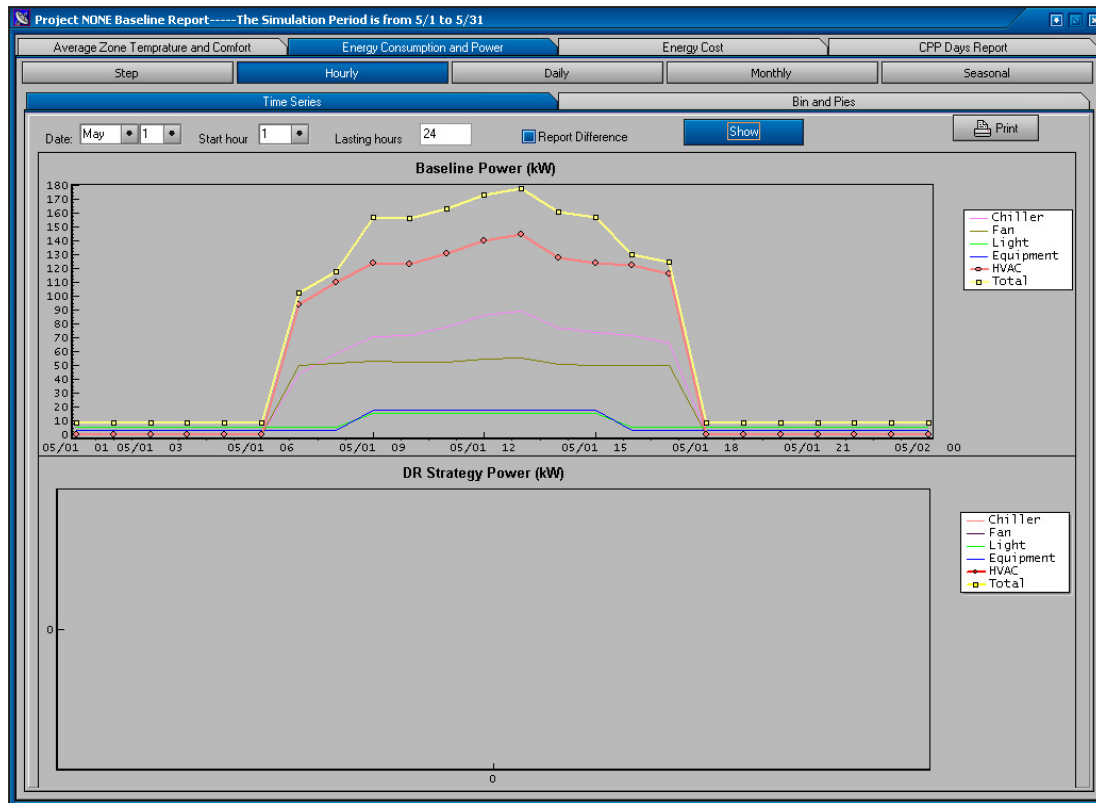 Project NONE Baseline Report-----The Simulation Period is from 5/1 to 5/31
Average Zone Temprature and Comfort Energy Consumption and Power Energy Cost CPP Days Report
Step Hourly Daily Monthly Seasonal
Time Series Bin and Pies
Date: May 1 Start hour 1 Lasting hours 24 Report Difference Show Print
Baseline Power (kW)
180
170
160
150
140
130
120
110
100
90
80
70
60
50
40
30
20
10
0
Chiller
Fan
Light
Equipment
HVAC
Total
05/01 01 05/01 03 05/01 06 05/01 09 05/01 12 05/01 15 05/01 18 05/01 21 05/02 00
DR Strategy Power (kW)
Chiller
Fan
Light
Equipment
HVAC
Total
0
0